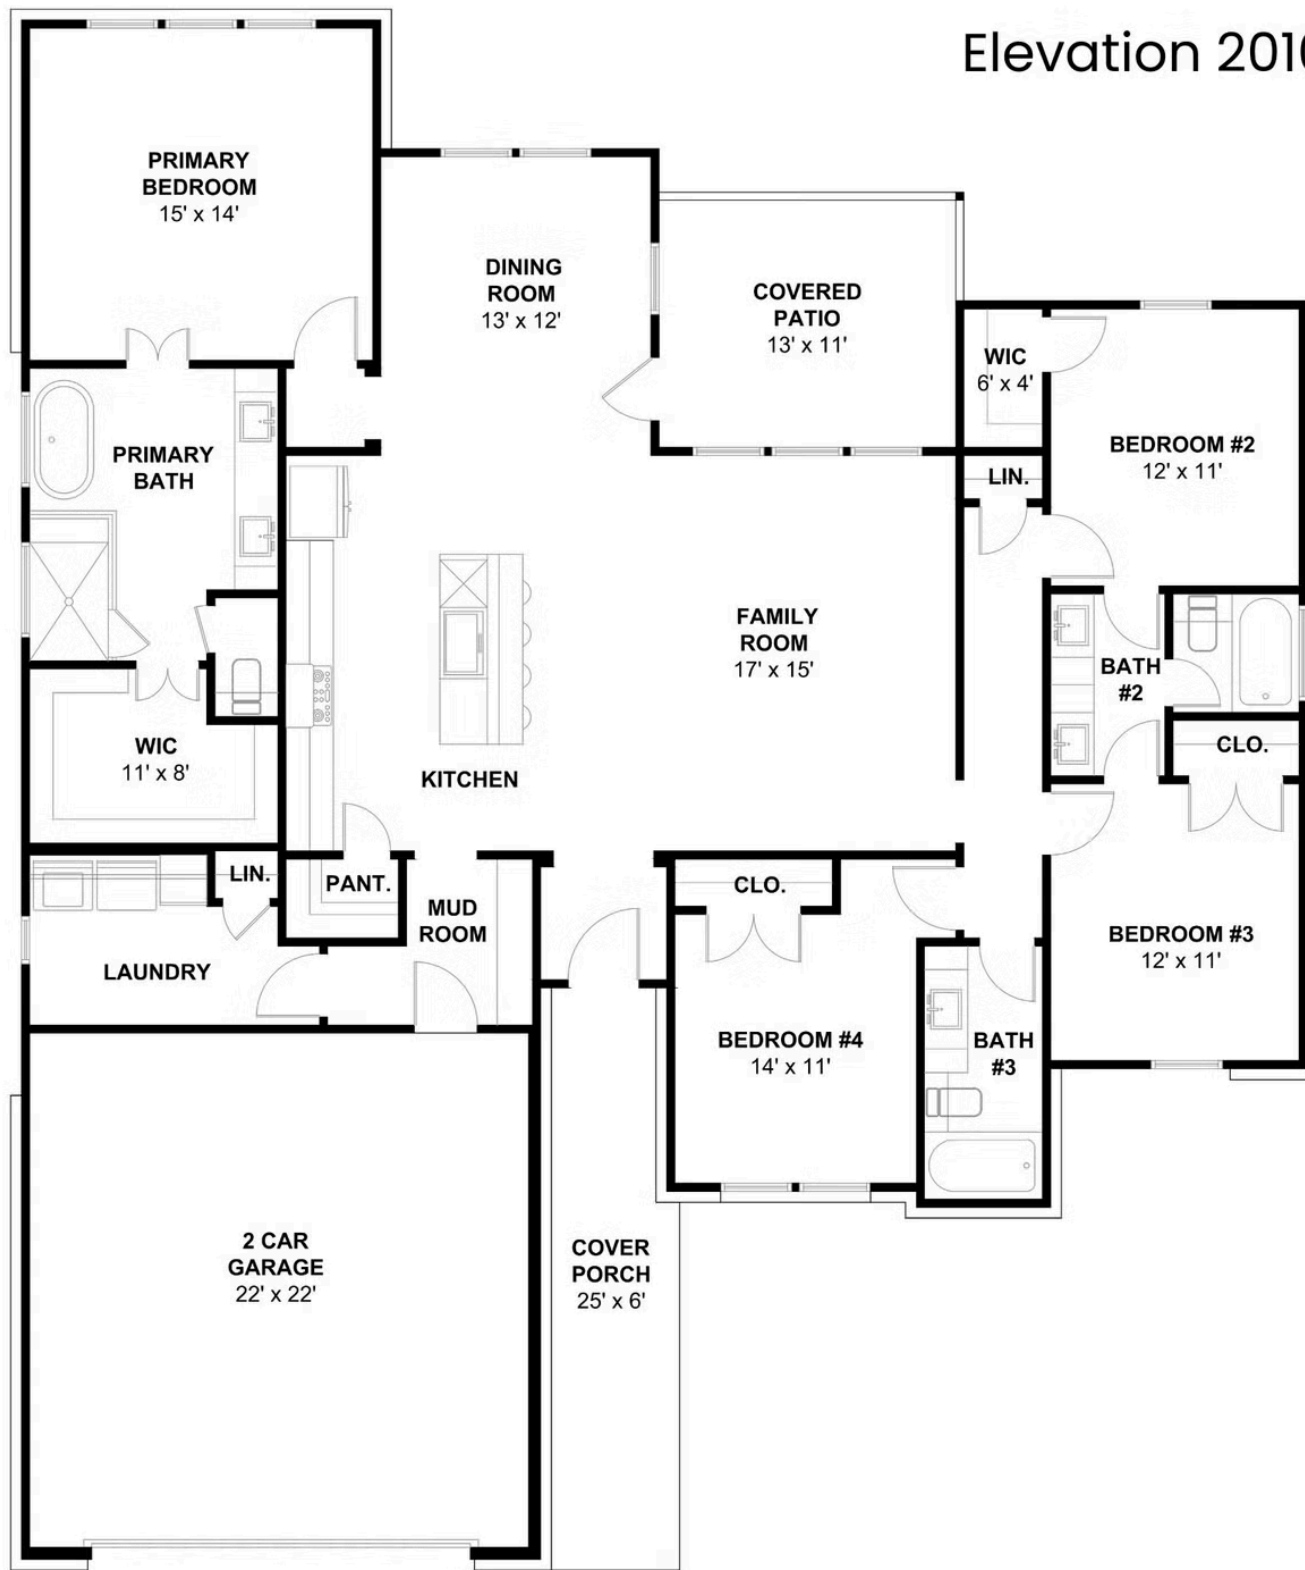 Elevation 201
PRIMARY
BEDROOM
15' x 14'
DINING
ROOM
13' x 12'
COVERED
PATIO
13' x 11'
WIC
6' x 4'
BEDROOM #2
12' x 11'
PRIMARY
BATH
LIN.
FAMILY
ROOM
17' x 15'
BATH
#2
WIC
11' x 8'
KITCHEN
CLO.
LIN.
PANT.
CLO.
MUD
ROOM
LAUNDRY
BEDROOM #3
12' x 11'
BEDROOM #4
14' x 11'
BATH
#3
2 CAR
GARAGE
22' x 22'
COVER
PORCH
25' x 6'